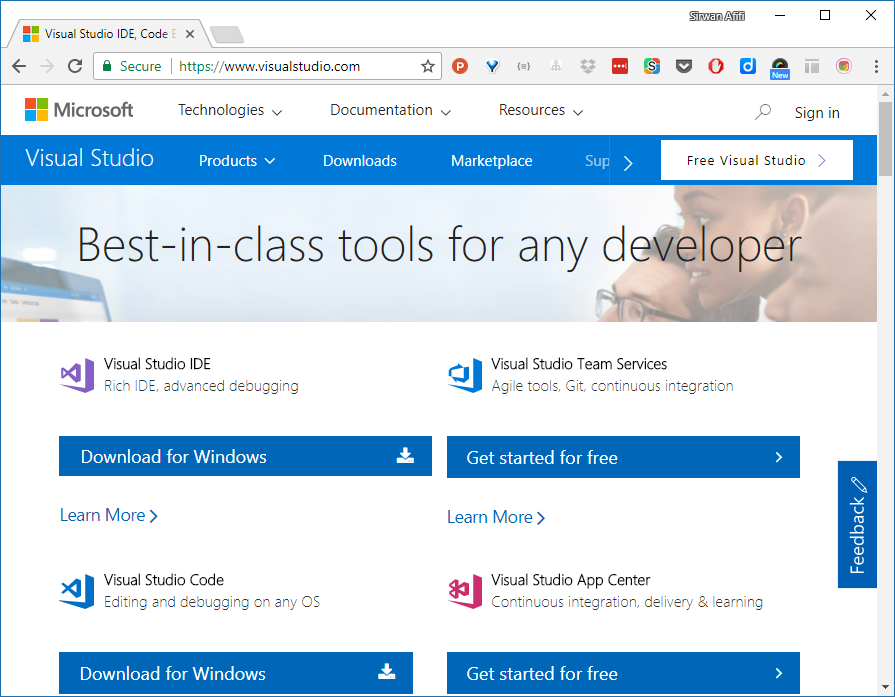 Sirwan Afifi
Visual Studio IDE, Code E
Secure https://www.visualstudio.com
New
Microsoft Technologies Documentation Resources Sign in
Visual Studio Products Downloads Marketplace Sup Free Visual Studio
Best-in-class tools for any developer
Visual Studio IDE
Rich IDE, advanced debugging
Download for Windows
Learn More
Visual Studio Team Services
Agile tools, Git, continuous integration
Get started for free
Learn More
Feedback
Visual Studio Code
Editing and debugging on any OS
Download for Windows
Visual Studio App Center
Continuous integration, delivery & learning
Get started for free